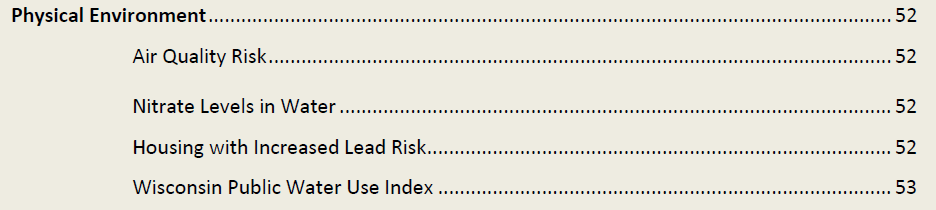 Physical Environment........................................................................................................................ 52
Air Quality Risk............................................................................................................. 52
Nitrate Levels in Water ................................................................................................ 52
Housing with Increased Lead Risk................................................................................. 52
Wisconsin Public Water Use Index ............................................................................... 53